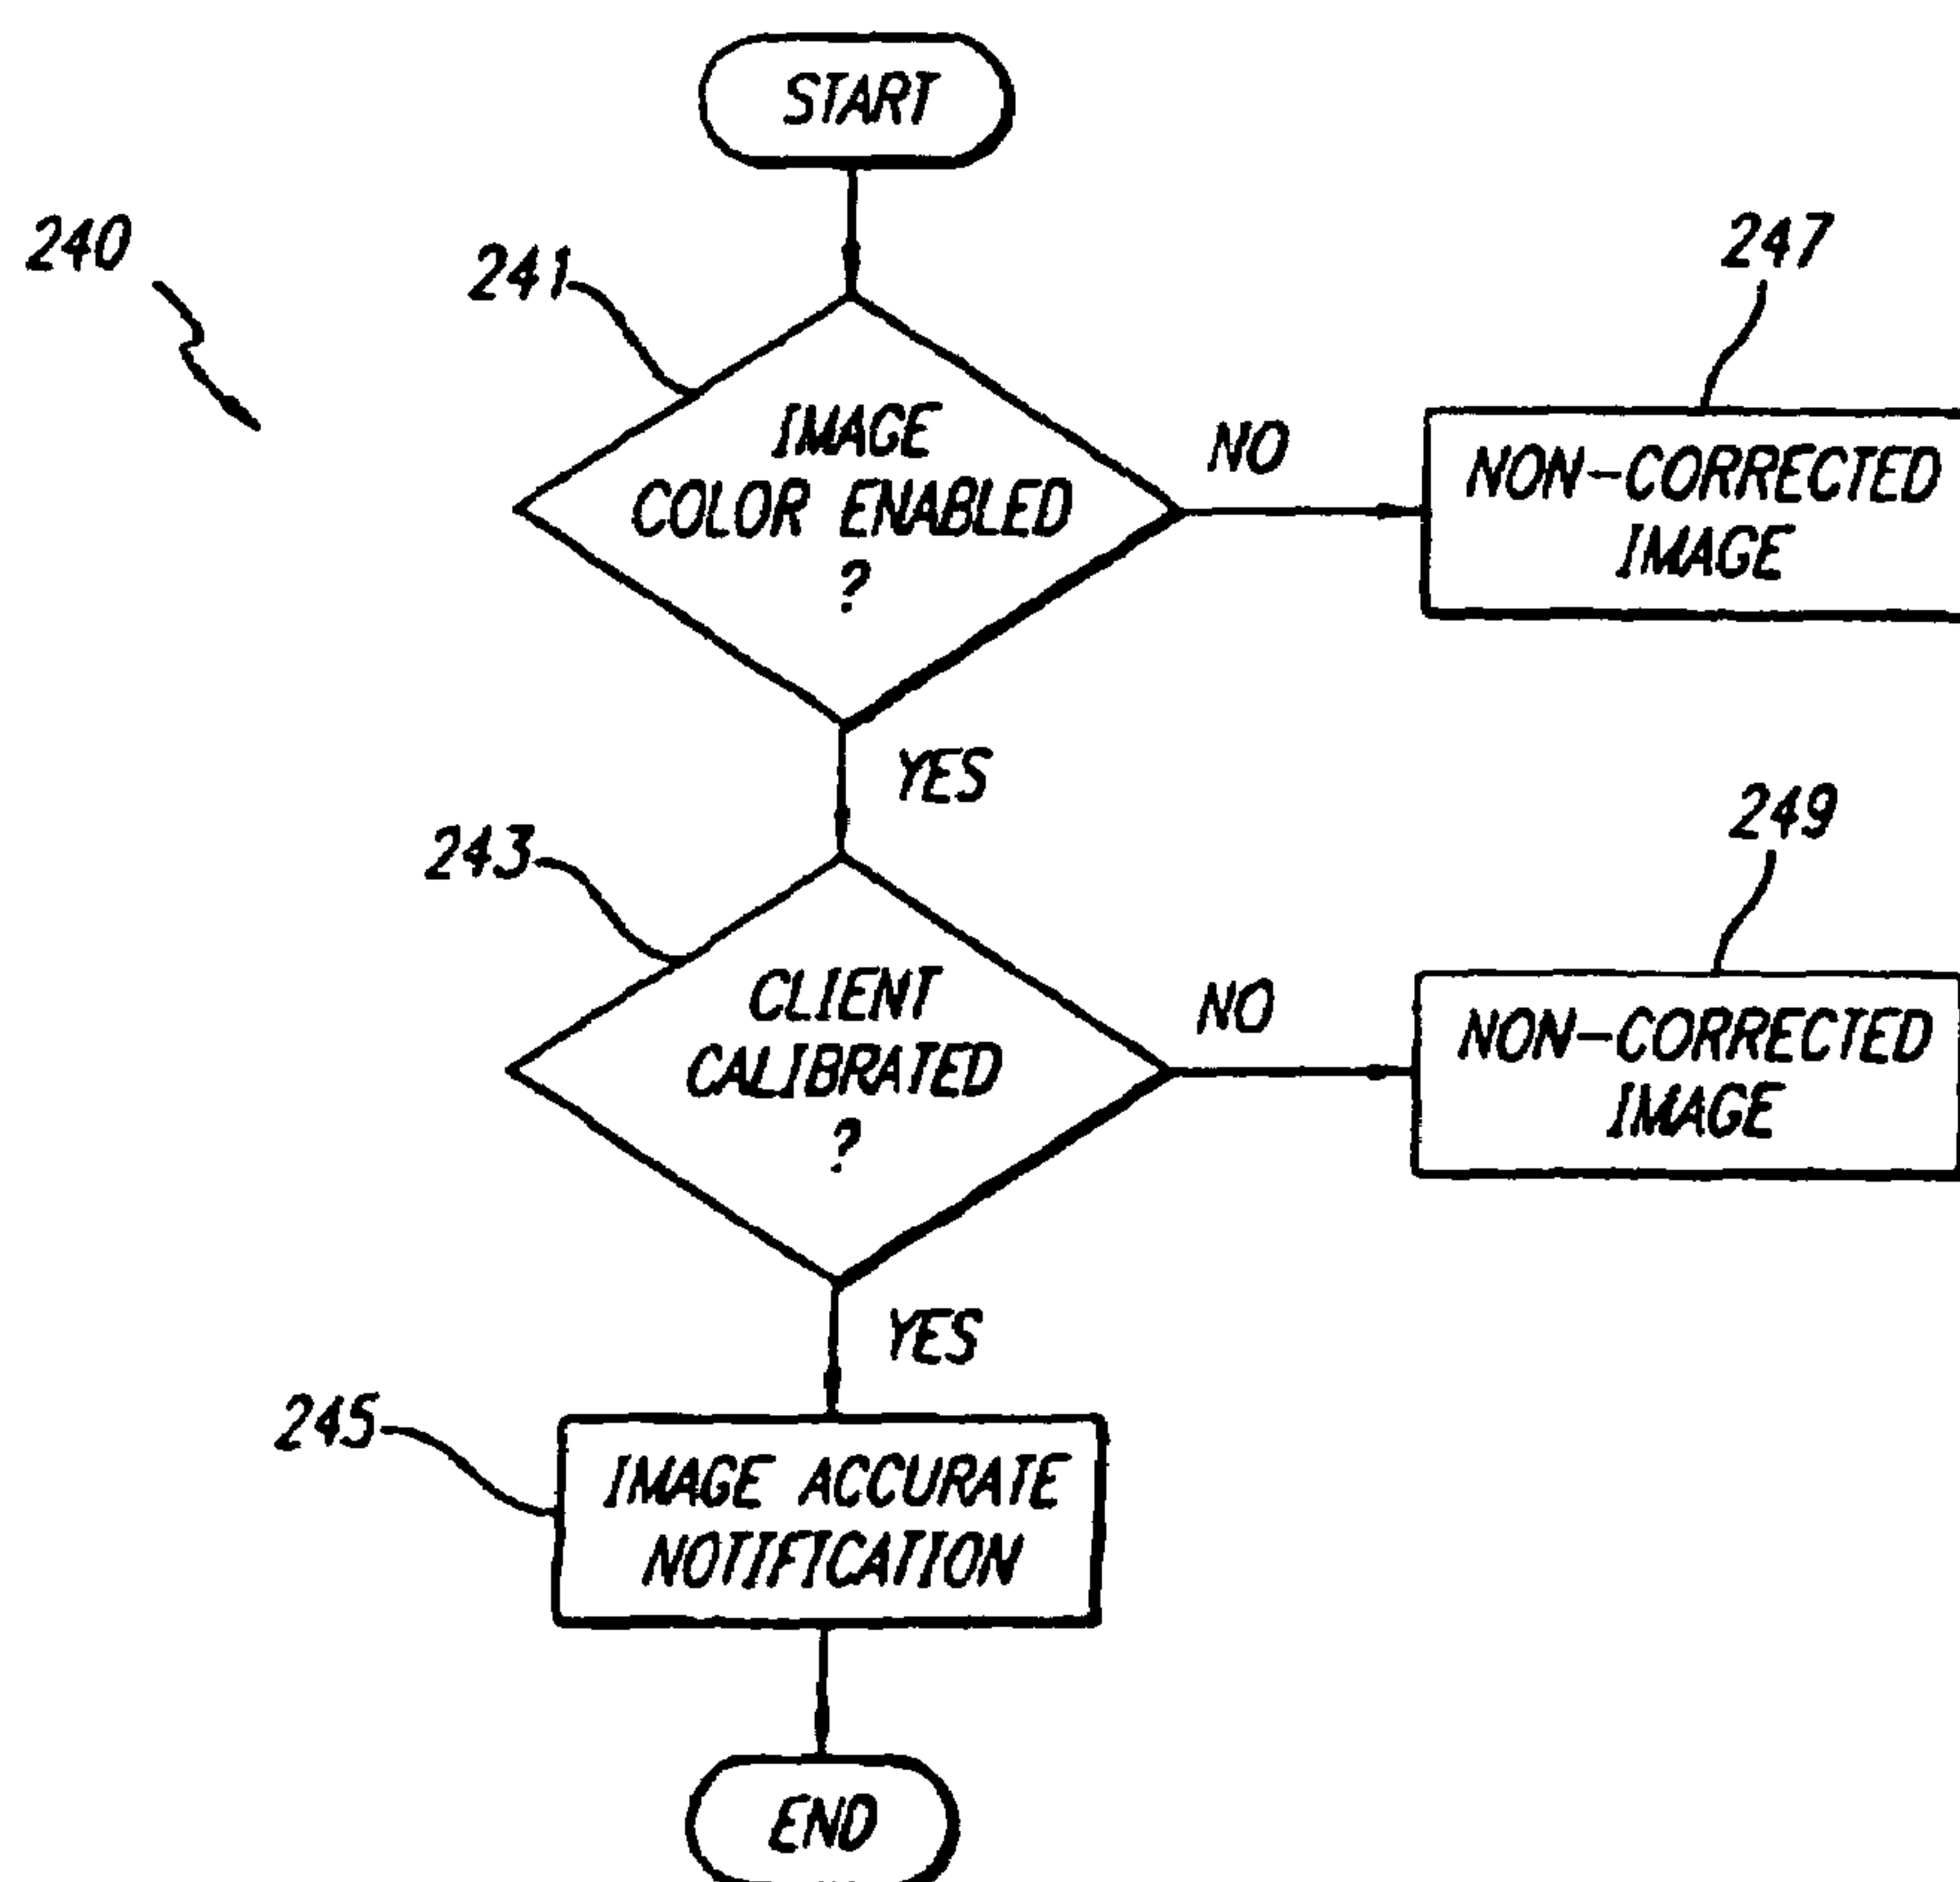 START
240
241
247
IMAGE
COLOR ENABLED
?
NO
NON-CORRECTED
IMAGE
YES
243
249
CLIENT
CALIBRATED
?
NO
NON-CORRECTED
IMAGE
YES
245
IMAGE ACCURATE
NOTIFICATION
END